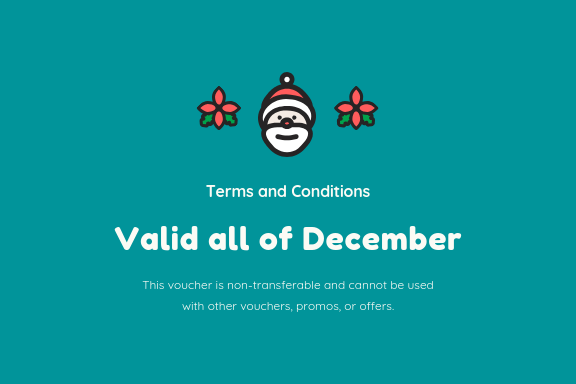 Terms and Conditions
Valid all of December
This voucher is non-transferable and cannot be used
with other vouchers, promos, or offers.